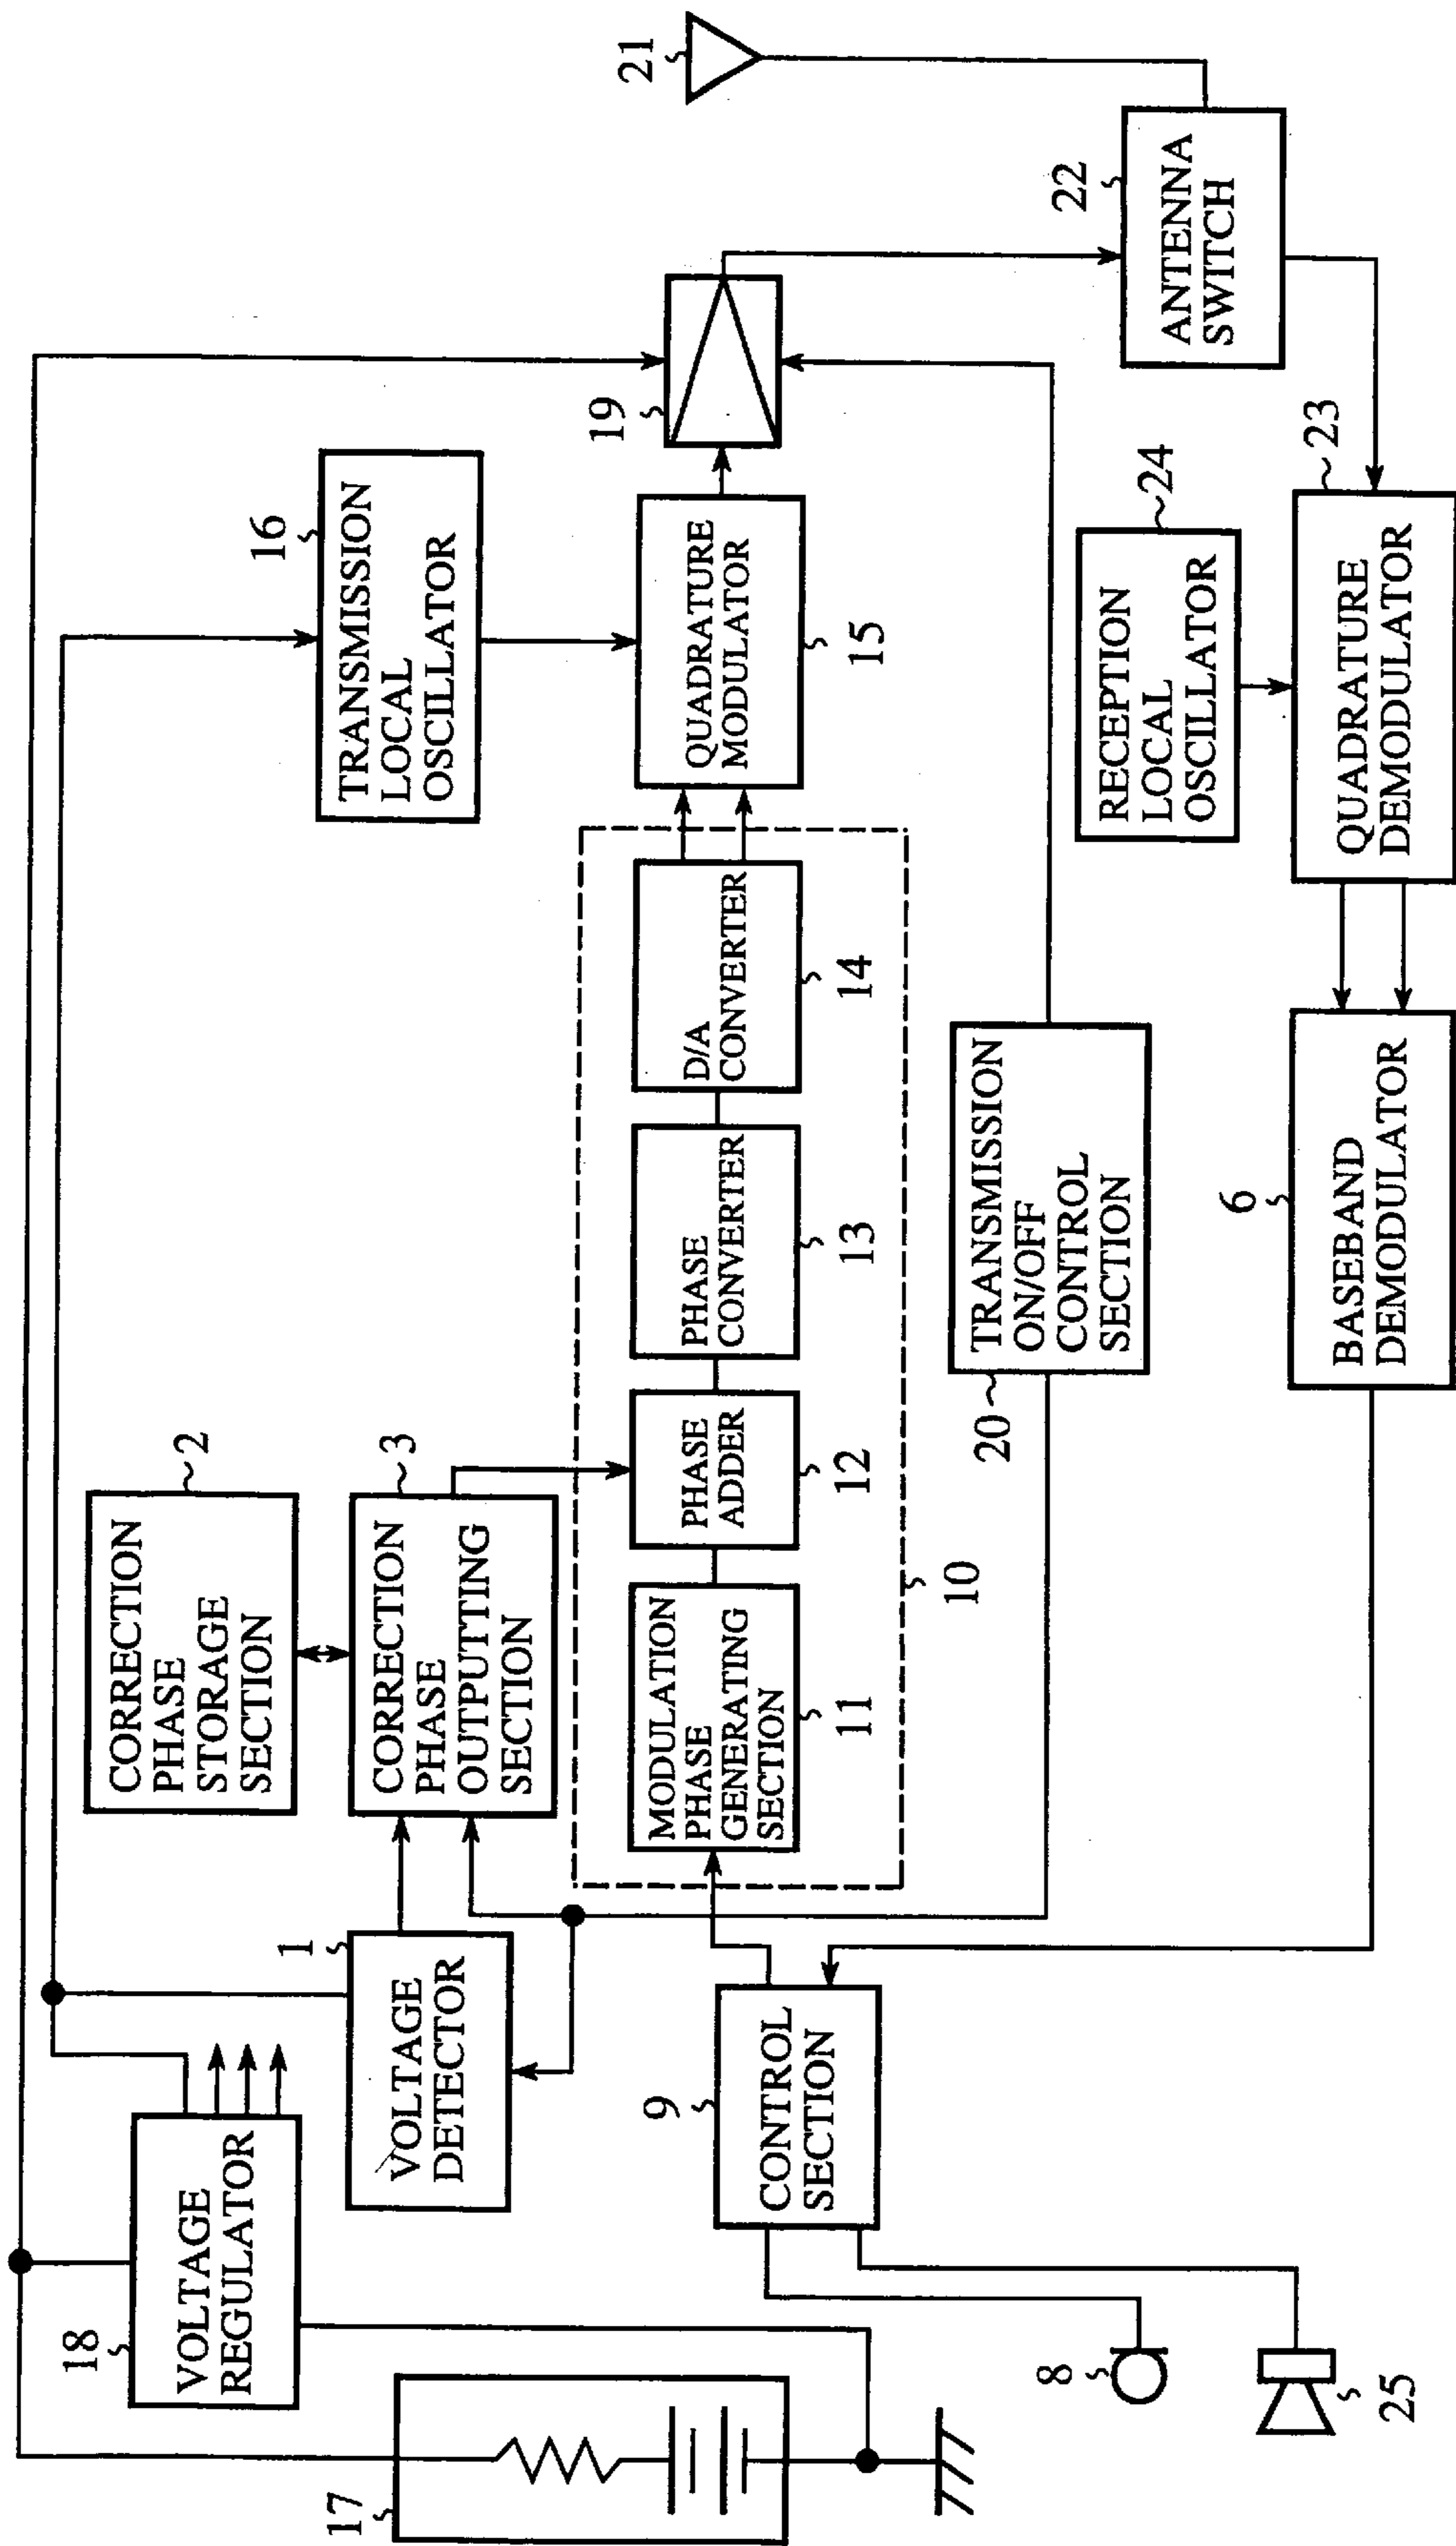 17
18
VOLTAGE
REGULATOR
1
VOLTAGE
DETECTOR
CORRECTION
PHASE
STORAGE
SECTION
2
CORRECTION
PHASE
OUTPUTTING
SECTION
3
16
TRANSMISSION
LOCAL
OSCILLATOR
9
CONTROL
SECTION
MODULATION
PHASE
GENERATING
SECTION
11
PHASE
ADDER
12
PHASE
CONVERTER
13
D/A
CONVERTER
14
10
QUADRATURE
MODULATOR
15
19
21
20
TRANSMISSION
ON/OFF
CONTROL
SECTION
RECEPTION
LOCAL
OSCILLATOR
24
22
ANTENNA
SWITCH
8
25
6
BASEBAND
DEMODULATOR
QUADRATURE
DEMODULATOR
23